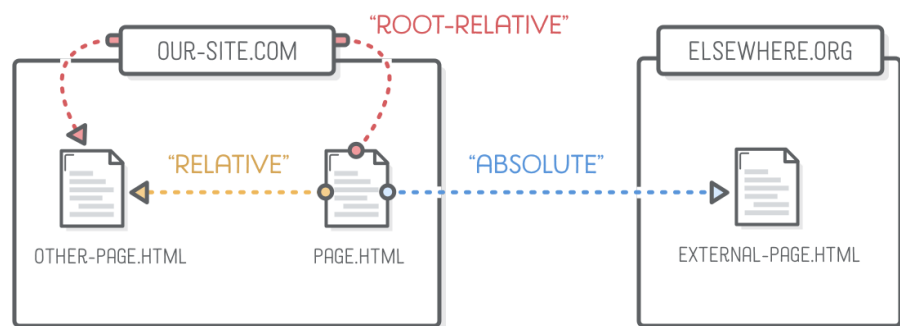 “ROOT-RELATIVE”
OUR-SITE.COM
ELSEWHERE.ORG
“RELATIVE”
“ABSOLUTE”
OTHER-PAGE.HTML
PAGE.HTML
EXTERNAL-PAGE.HTML